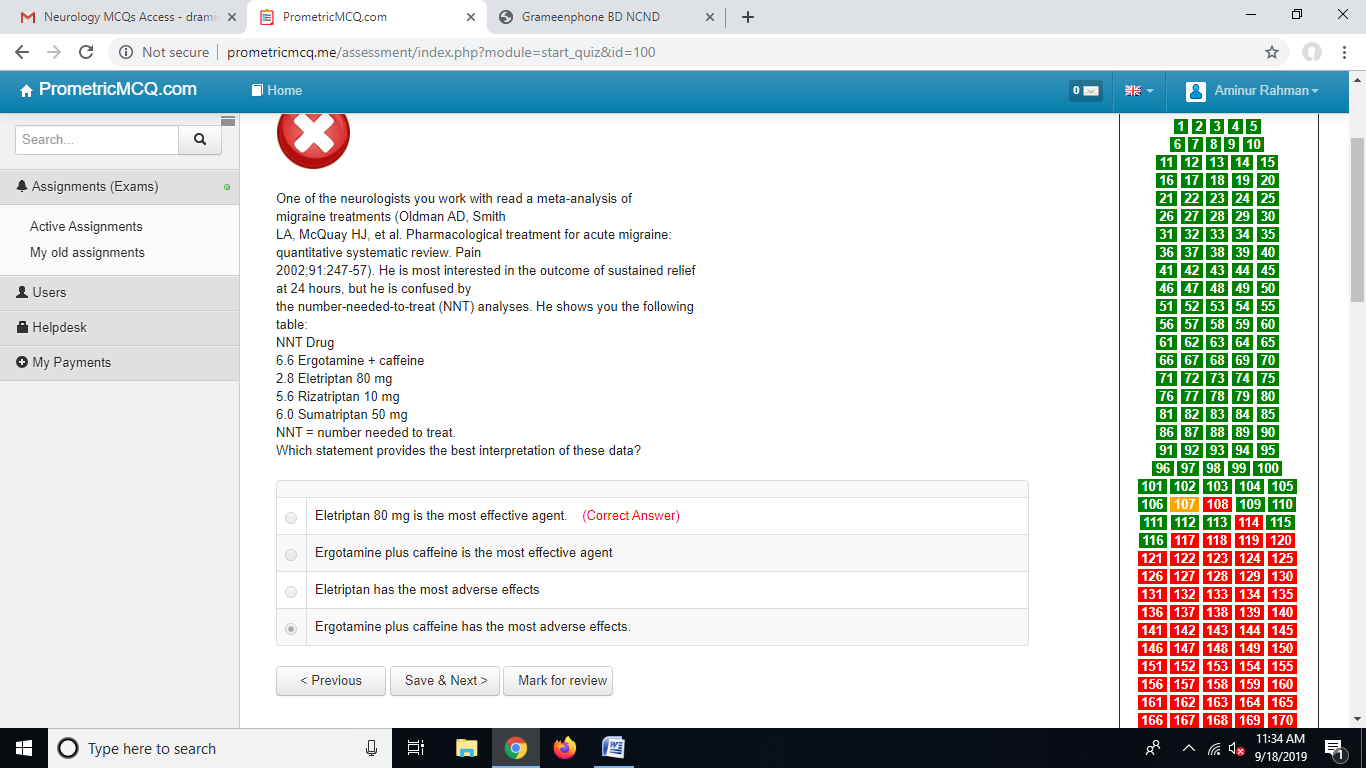 Neurology MCQs Access - drami
PrometricMCQ.com
Grameenphone BD NCND
Not secure
prometricmcq.me/assessment/index.php?module=start_quiz&id=100
PrometricMCQ.com
Home
0
Aminur Rahman
Search...
Assignments (Exams)
Active Assignments
My old assignments
Users
Helpdesk
My Payments
One of the neurologists you work with read a meta-analysis of
migraine treatments (Oldman AD, Smith
LA, McQuay HJ, et al. Pharmacological treatment for acute migraine:
quantitative systematic review. Pain
2002;91:247-57). He is most interested in the outcome of sustained relief
at 24 hours, but he is confused by
the number-needed-to-treat (NNT) analyses. He shows you the following
table:
NNT Drug
6.6 Ergotamine + caffeine
2.8 Eletriptan 80 mg
5.6 Rizatriptan 10 mg
6.0 Sumatriptan 50 mg
NNT = number needed to treat.
Which statement provides the best interpretation of these data?
Eletriptan 80 mg is the most effective agent. (Correct Answer)
Ergotamine plus caffeine is the most effective agent
Eletriptan has the most adverse effects
Ergotamine plus caffeine has the most adverse effects.
< Previous
Save & Next >
Mark for review
1 2 3 4 5
6 7 8 9 10
11 12 13 14 15
16 17 18 19 20
21 22 23 24 25
26 27 28 29 30
31 32 33 34 35
36 37 38 39 40
41 42 43 44 45
46 47 48 49 50
51 52 53 54 55
56 57 58 59 60
61 62 63 64 65
66 67 68 69 70
71 72 73 74 75
76 77 78 79 80
81 82 83 84 85
86 87 88 89 90
91 92 93 94 95
96 97 98 99 100
101 102 103 104 105
106 107 108 109 110
111 112 113 114 115
116 117 118 119 120
121 122 123 124 125
126 127 128 129 130
131 132 133 134 135
136 137 138 139 140
141 142 143 144 145
146 147 148 149 150
151 152 153 154 155
156 157 158 159 160
161 162 163 164 165
166 167 168 169 170
Type here to search
11:34 AM
9/18/2019
1